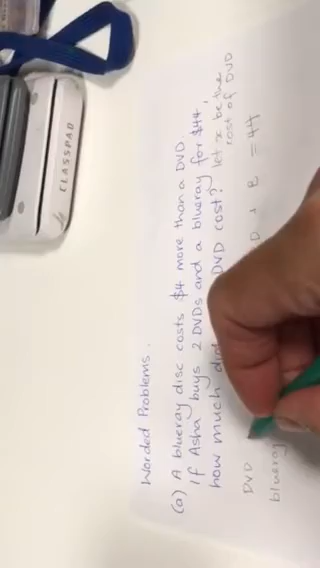 CLASSPAD
Worded Problems.
(a) A blueray disc costs $4 more than a DVD.
If Asha buys 2 DVDs and a blueray for $44,
how much did DVD cost? let x be the
cost of DVD
D + B = 44
DVD
blueray